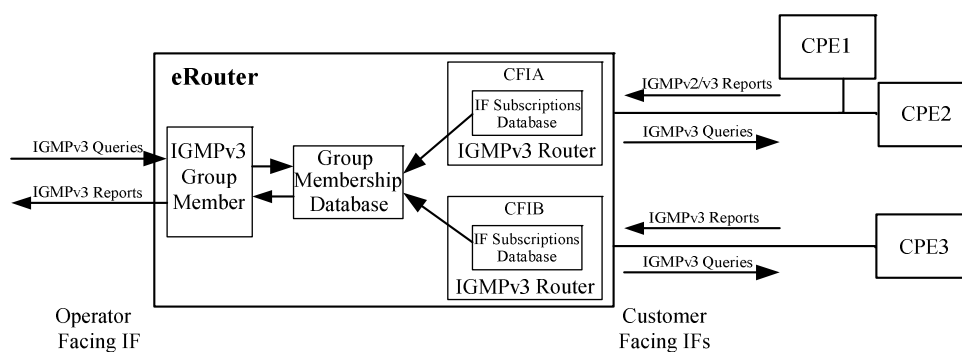 CPE1
eRouter
CFIA
IGMPv2/v3 Reports
IF Subscriptions
Database
CPE2
IGMPv3 Queries
IGMPv3 Router
IGMPv3 Queries
IGMPv3
Group
Member
Group
Membership
Database
IGMPv3 Reports
CFIB
IGMPv3 Reports
IF Subscriptions
Database
CPE3
IGMPv3 Queries
IGMPv3 Router
Operator
Facing IF
Customer
Facing IFs